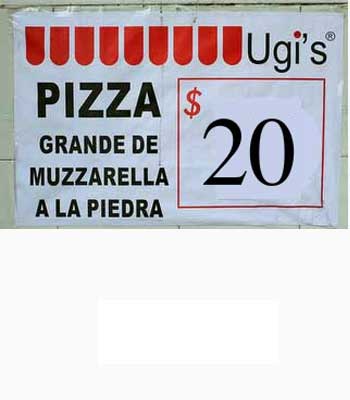 Ugi's®
PIZZA
GRANDE DE
MUZZARELLA
A LA PIEDRA
$
20